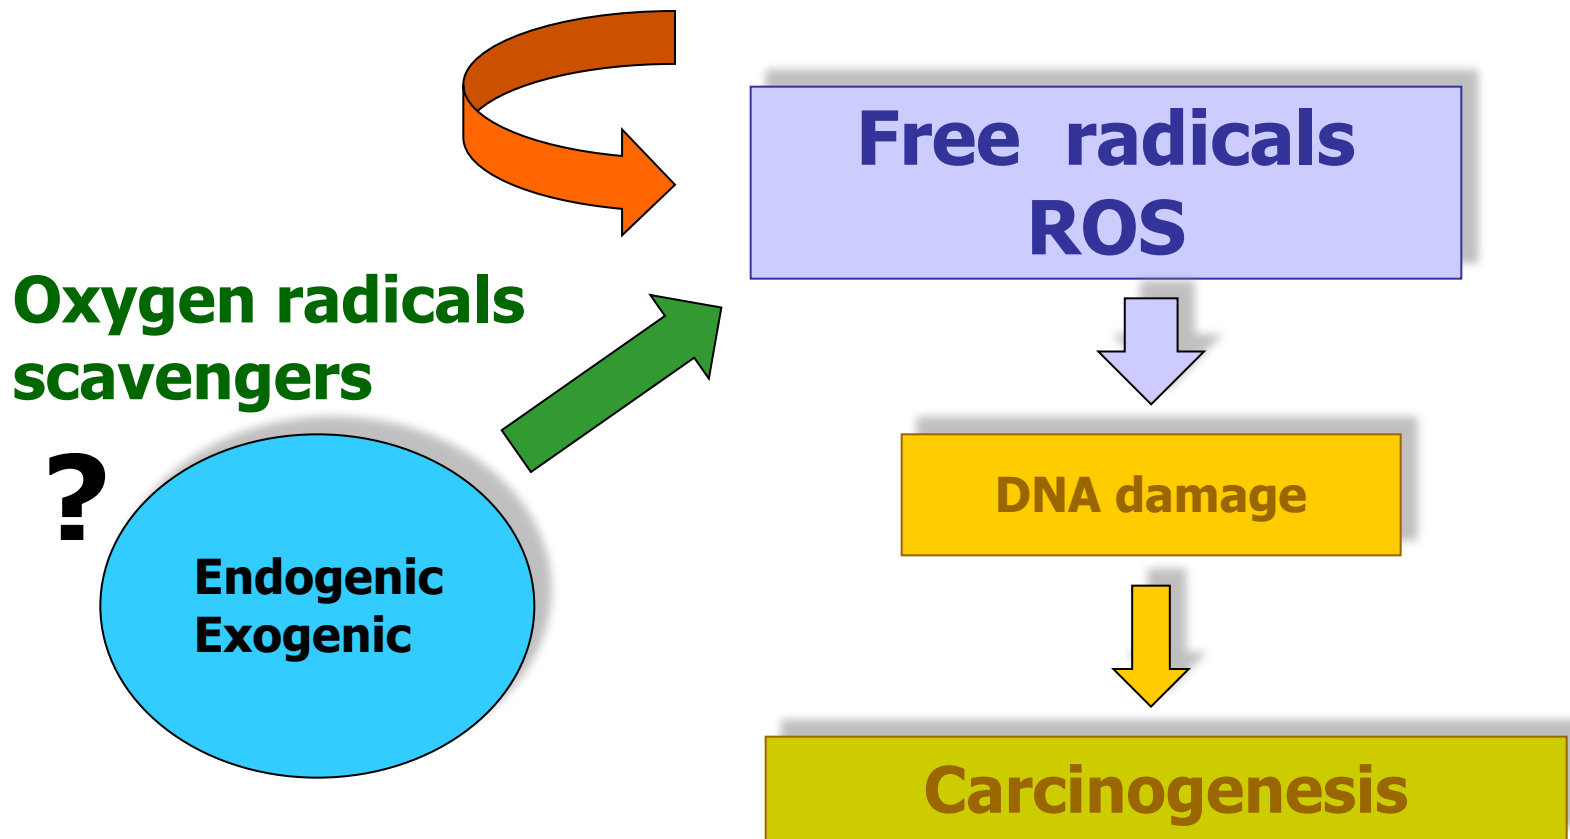 Free radicals
ROS
Oxygen radicals
scavengers
?
Endogenic
Exogenic
DNA damage
Carcinogenesis